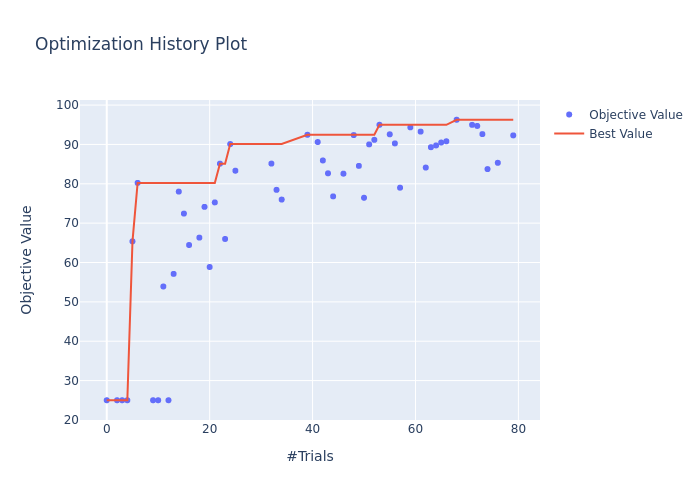 Optimization History Plot
Objective Value
Best Value
100
90
80
70
60
50
40
30
20
Objective Value
0 20 40 60 80
#Trials